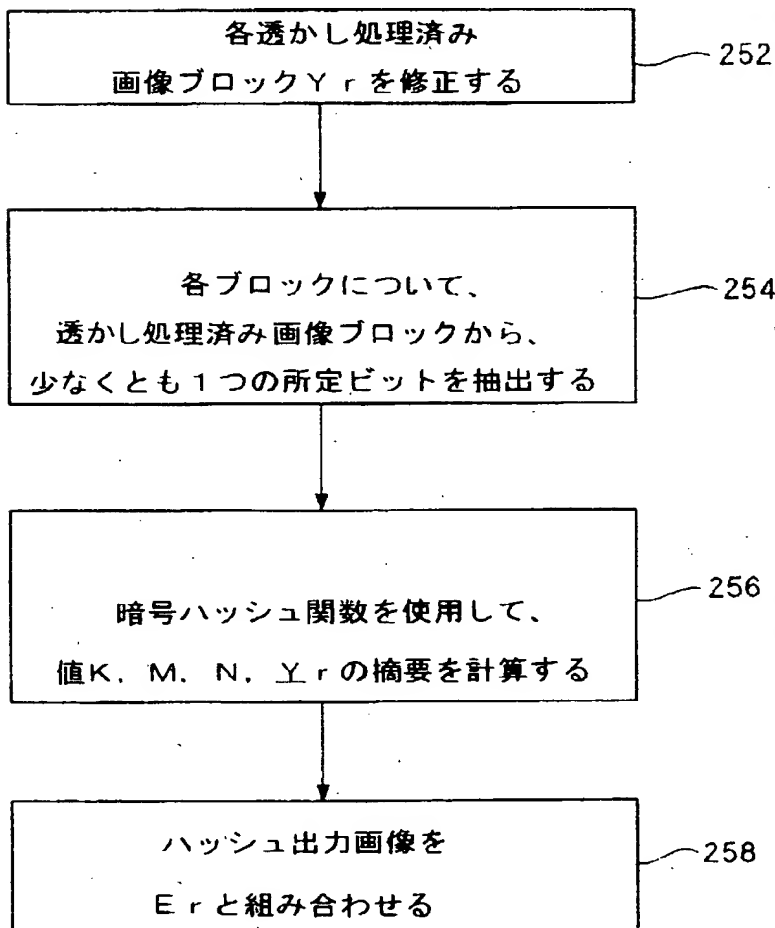 各透かし処理済み
画像ブロックＹｒを修正する
252
各ブロックについて、
透かし処理済み画像ブロックから、
少なくとも１つの所定ビットを抽出する
254
暗号ハッシュ関数を使用して、
値Ｋ．Ｍ．Ｎ．Ｙｒの摘要を計算する
256
ハッシュ出力画像を
Ｅｒと組み合わせる
258